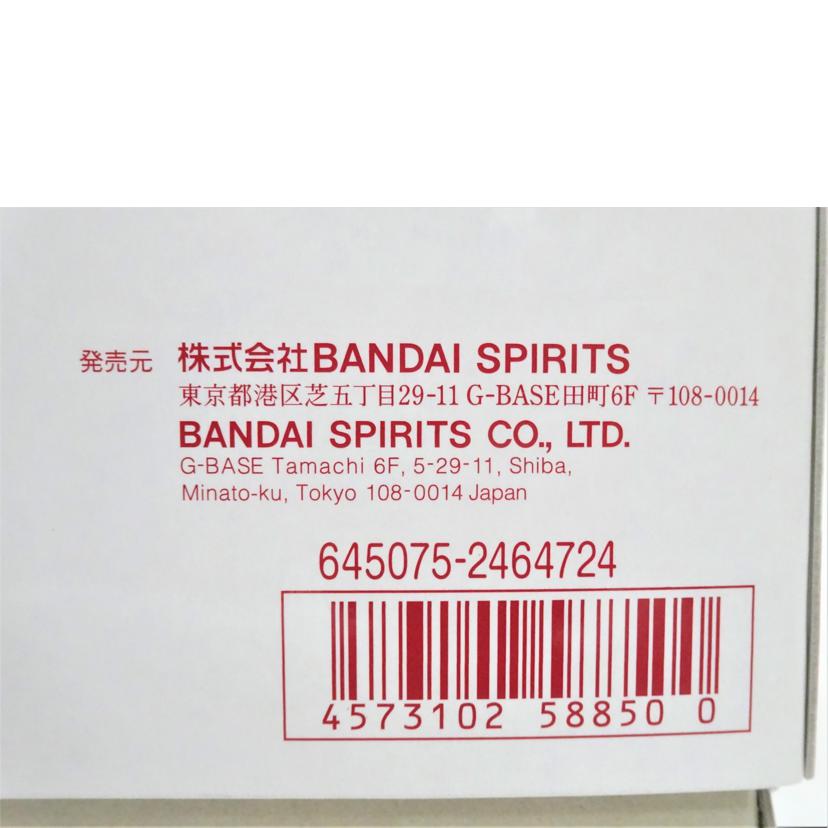 発売元 株式会社BANDAI SPIRITS
東京都港区芝五丁目29-11 G-BASE田町6F 〒108-0014
BANDAI SPIRITS CO., LTD.
G-BASE Tamachi 6F, 5-29-11, Shiba,
Minato-ku, Tokyo 108-0014 Japan
645075-2464724
4573102 58850 0